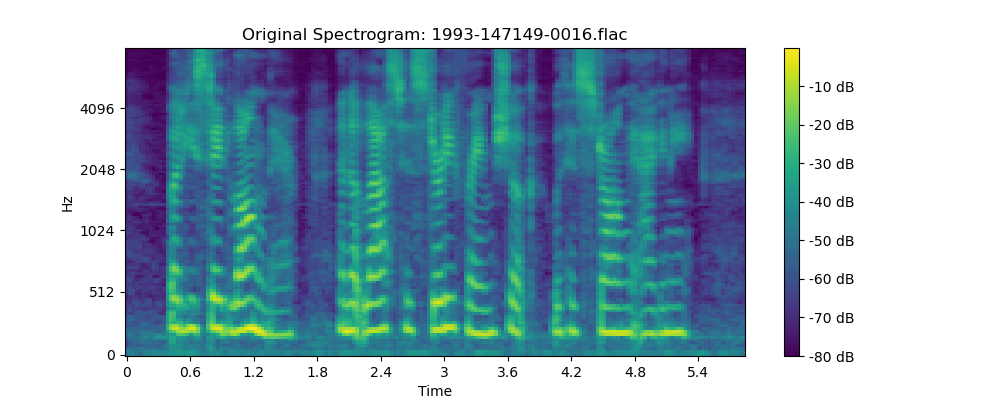 Original Spectrogram: 1993-147149-0016.flac
Hz
4096
2048
1024
512
0
0 0.6 1.2 1.8 2.4 3 3.6 4.2 4.8 5.4
Time
-10 dB
-20 dB
-30 dB
-40 dB
-50 dB
-60 dB
-70 dB
-80 dB